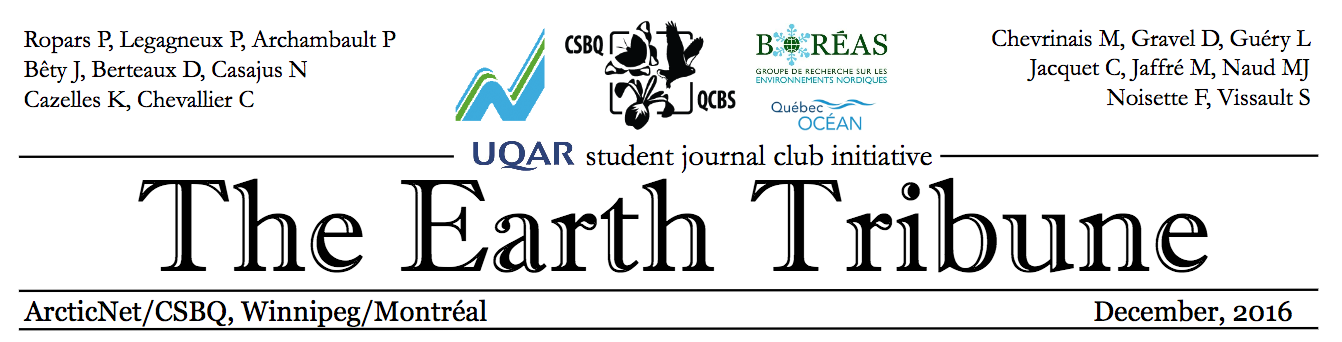 Ropars P, Legagneux P, Archambault P
Bêty J, Berteaux D, Casajus N
Cazelles K, Chevallier C
CSBQ
QCBS
BORÉAS
GROUPE DE RECHERCHE SUR LES
ENVIRONNEMENTS NORDIQUES
Québec
OCÉAN
Chevrinais M, Gravel D, Guéry L
Jacquet C, Jaffré M, Naud MJ
Noisette F, Vissault S
UQAR student journal club initiative
The Earth Tribune
ArcticNet/CSBQ, Winnipeg/Montréal
December, 2016